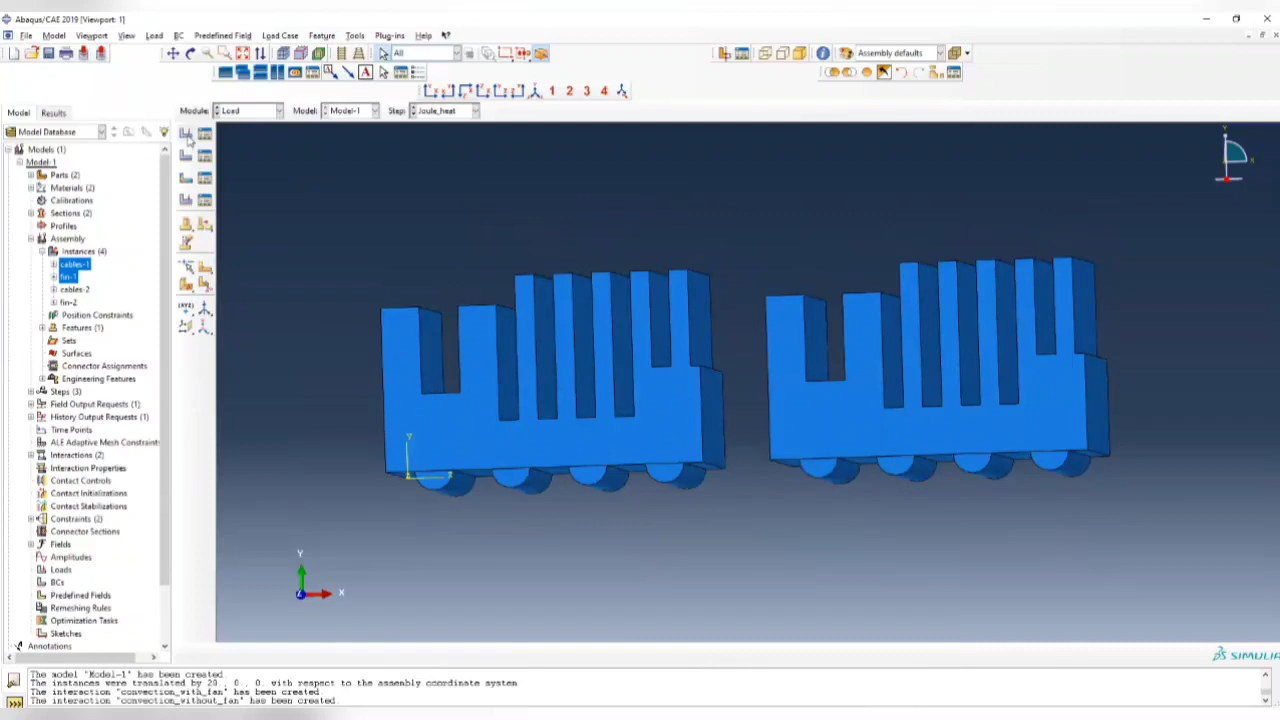 Abaqus/CAE 2019 [Viewport: 1]
File Model Viewport View Load BC Predefined Field Load Case Feature Tools Plug-ins Help
All
Assembly defaults
A
1 2 3 4
Model Results
Module: Load Model: Model-1 Step: Joule_heat
Model Database
Models (1)
Model-1
Parts (2)
Materials (2)
Calibrations
Sections (2)
Profiles
Assembly
Instances (4)
cables-1
fin-1
cables-2
fin-2
Position Constraints
Features (1)
Sets
Surfaces
Connector Assignments
Engineering Features
Steps (3)
Field Output Requests (1)
History Output Requests (1)
Time Points
ALE Adaptive Mesh Constraints
Interactions (2)
Interaction Properties
Contact Controls
Contact Initializations
Contact Stabilizations
Constraints (2)
Connector Sections
Fields
Amplitudes
Loads
BCs
Predefined Fields
Remeshing Rules
Optimization Tasks
Sketches
Annotations
Y
X
Y
Y
X
Z
SIMULIA
The model "Model-1" has been created.
The instances were translated by 20., 0., 0. with respect to the assembly coordinate system
The interaction "convection_with_fan" has been created.
The interaction "convection_without_fan" has been created.